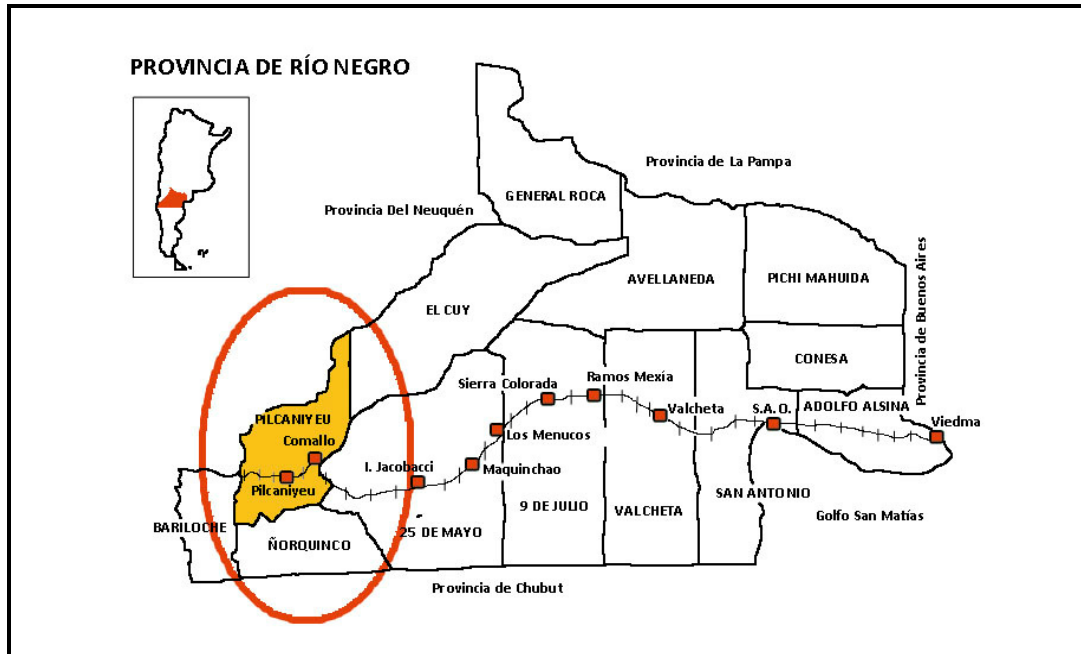 PROVINCIA DE RÍO NEGRO
Provincia de La Pampa
GENERAL ROCA
Provincia Del Neuquén
AVELLANEDA
PICHI MAHUIDA
Provincia de Buenos Aires
EL CUY
CONESA
Sierra Colorada
Ramos Mexía
PILCANIYEU
Comallo
Valcheta
S.A.O.
ADOLFO ALSINA
Viedma
Los Menucos
I. Jacobacci
Maquinchao
Pilcaniyeu
SAN ANTONIO
9 DE JULIO
VALCHETA
Golfo San Matías
BARILOCHE
25 DE MAYO
ÑORQUINCO
Provincia de Chubut